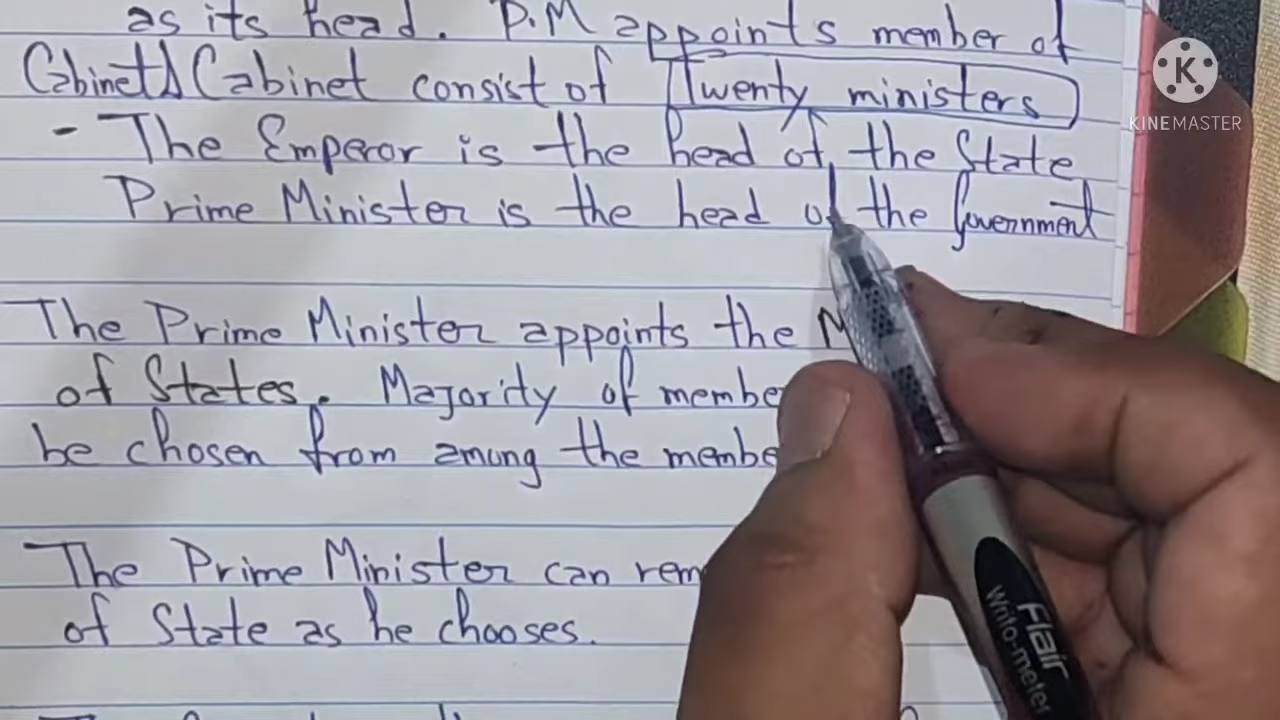 as its head. P.M appoints member of
Cabinet Cabinet consist of Twenty ministers
- The Emperor is the head of the State
Prime Minister is the head of the Government
The Prime Minister appoints the M
of States. Majority of membe
be chosen from among the membe
The Prime Minister can rem
of State as he chooses.
K
KINEMASTER
Flair
Writo-meter